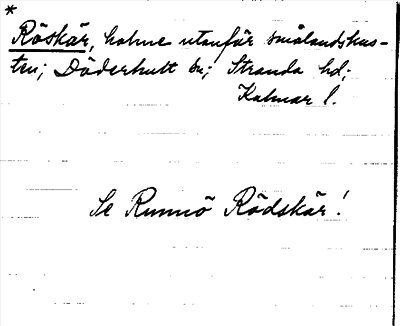 *
Röskär, holme utanför smålandskus-
ten; Döderhult sn; Stranda hd;
Kalmar l.
Se Runnö Rödskär!